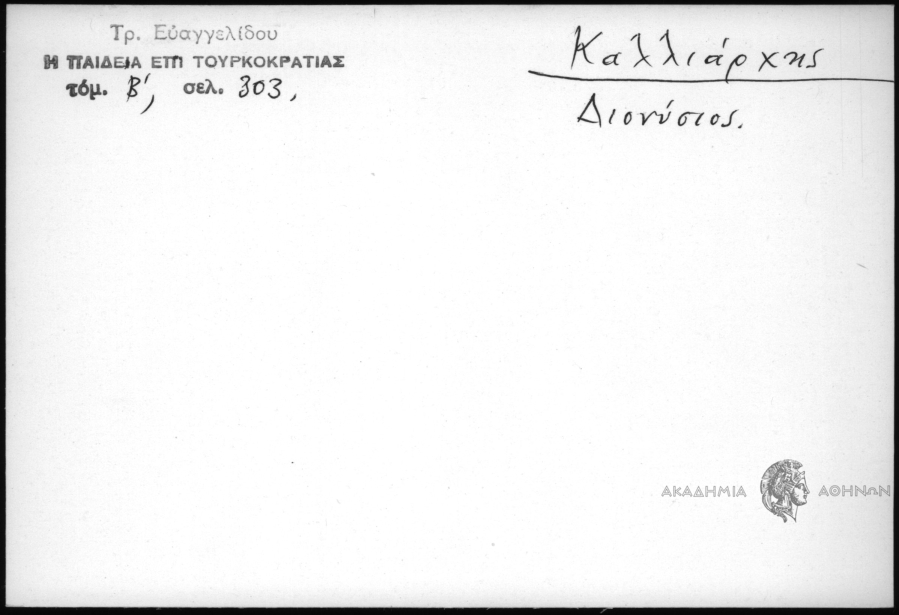 Τρ. Εὐαγγελίδου
Η ΠΑΙΔΕΙΑ ΕΠΙ ΤΟΥΡΚΟΚΡΑΤΙΑΣ
τόμ. Β', σελ. 303,
Καλλιάρχης
Διονύσιος.
ΑΚΑΔΗΜΙΑ ΑΘΗΝΩΝ